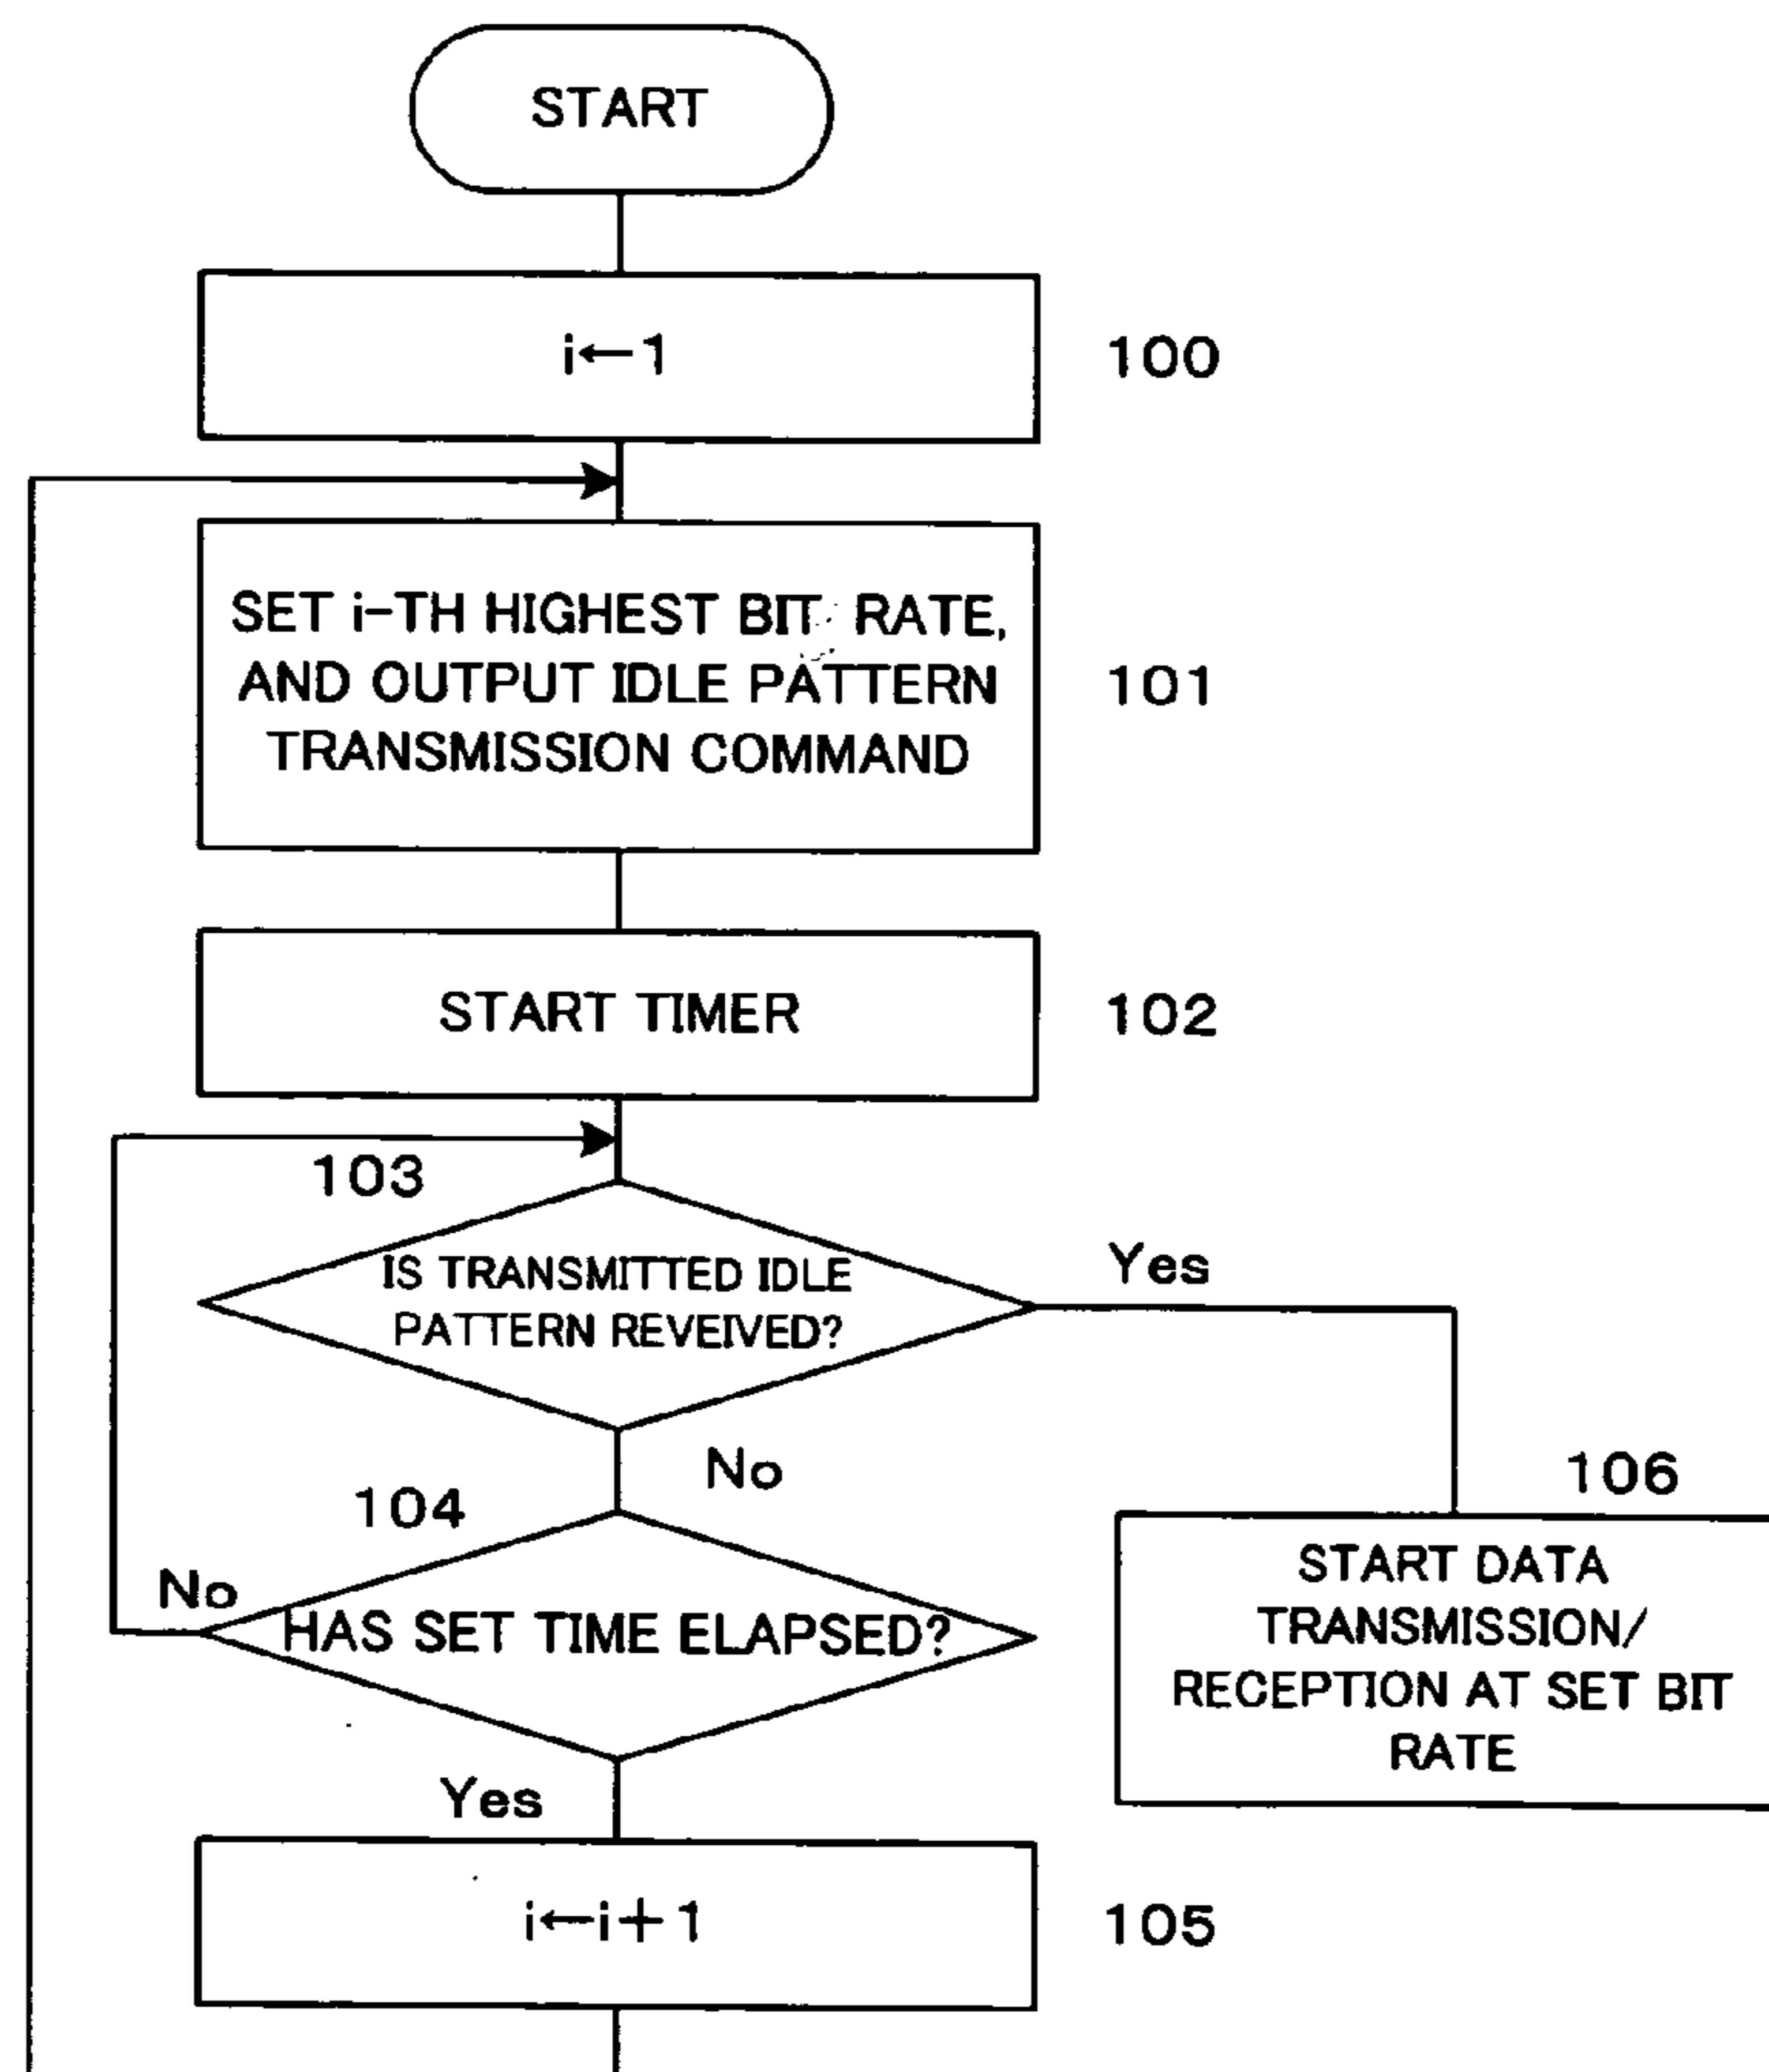 START
i←1
100
SET i-TH HIGHEST BIT RATE,
AND OUTPUT IDLE PATTERN
TRANSMISSION COMMAND
101
START TIMER
102
103
IS TRANSMITTED IDLE
PATTERN REVEIVED?
Yes
No
104
106
No
HAS SET TIME ELAPSED?
START DATA
TRANSMISSION/
RECEPTION AT SET BIT
RATE
Yes
i←i+1
105